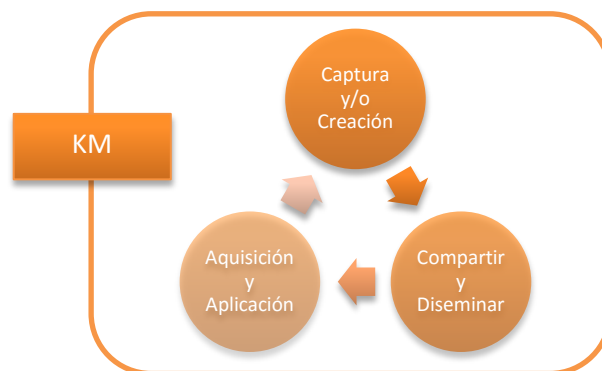 Captura
y/o
Creación
KM
Aquisición
y
Aplicación
Compartir
y
Diseminar